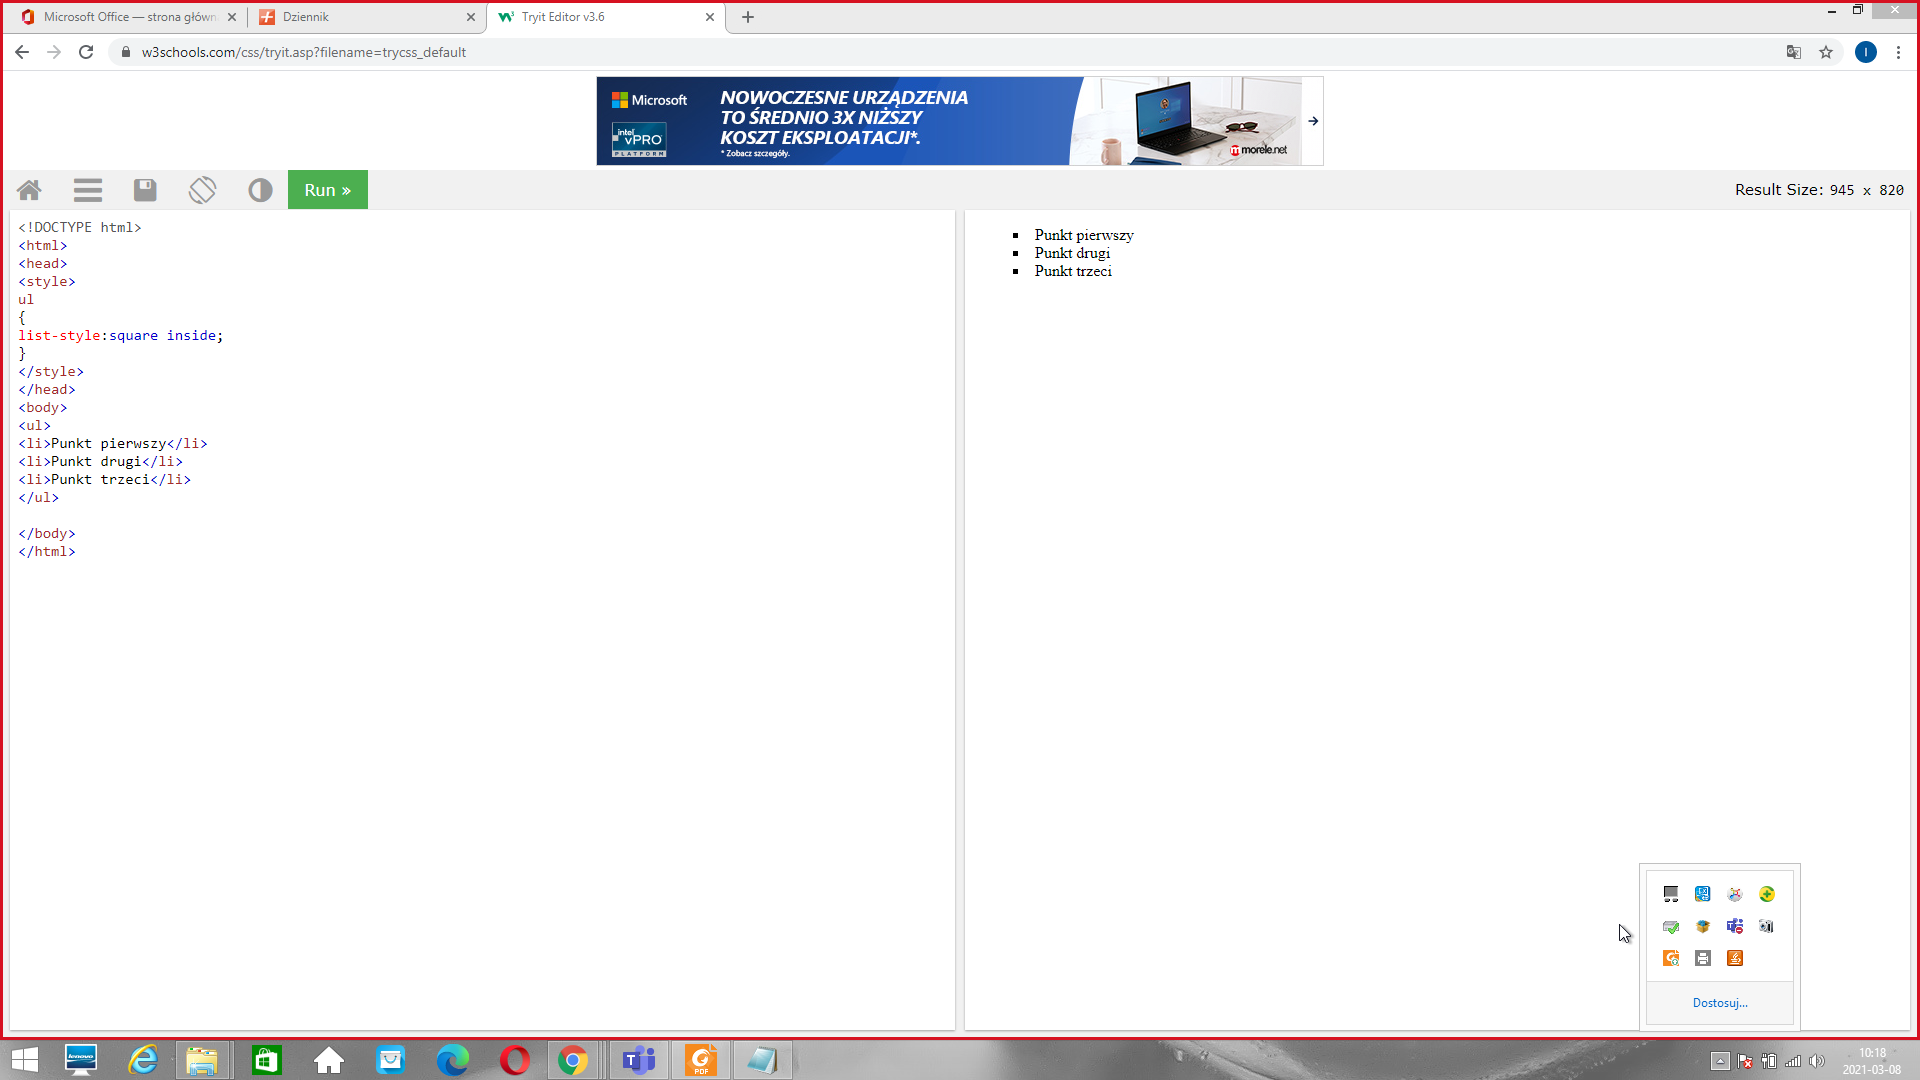 Microsoft Office — strona główn
Dziennik
Tryit Editor v3.6
w3schools.com/css/tryit.asp?filename=trycss_default
I
Microsoft
intel
vPRO
PLATFORM
NOWOCZESNE URZĄDZENIA
TO ŚREDNIO 3X NIŻSZY
KOSZT EKSPLOATACJI*.
* Zobacz szczegóły.
morele.net
Run »
Result Size: 945 x 820
<!DOCTYPE html>
<html>
<head>
<style>
ul
{
list-style:square inside;
}
</style>
</head>
<body>
<ul>
<li>Punkt pierwszy</li>
<li>Punkt drugi</li>
<li>Punkt trzeci</li>
</ul>
</body>
</html>
Punkt pierwszy
Punkt drugi
Punkt trzeci
Dostosuj...
lenovo
PDF
10:18
2021-03-08